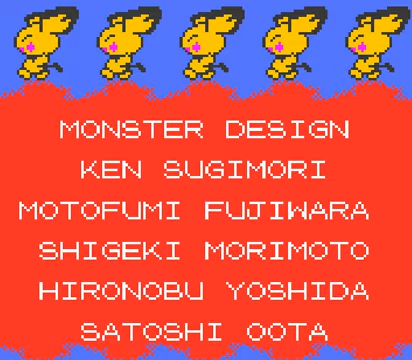 MONSTER DESIGN
KEN SUGIMORI
MOTOFUMI FUJIWARA
SHIGEKI MORIMOTO
HIRONOBU YOSHIDA
SATOSHI OOTA